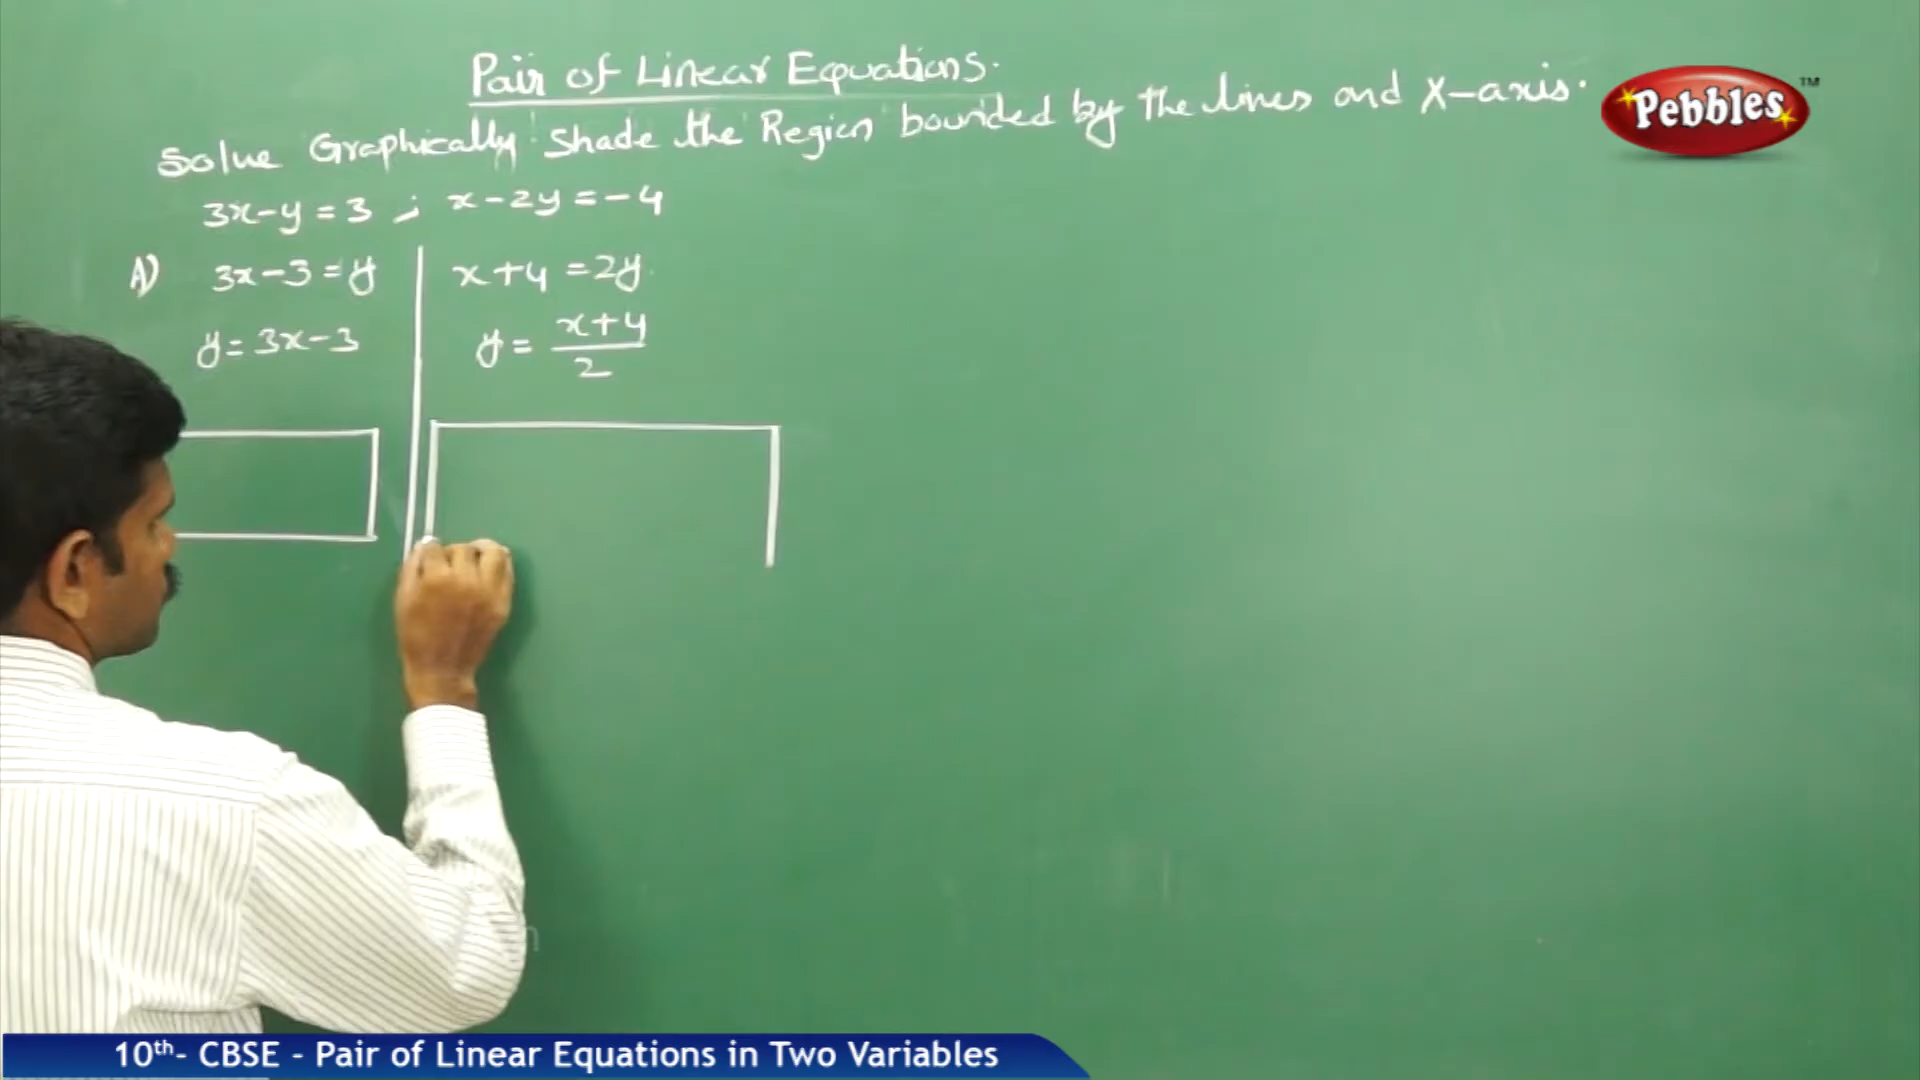 Pair of Linear Equations.
Solve Graphically shade the Region bounded by the lines and X-axis.
3x-y=3 ; x-2y=-4
A) 3x-3=y x+4=2y
y=3x-3 y=x+4/2
Pebbles™
10th- CBSE - Pair of Linear Equations in Two Variables